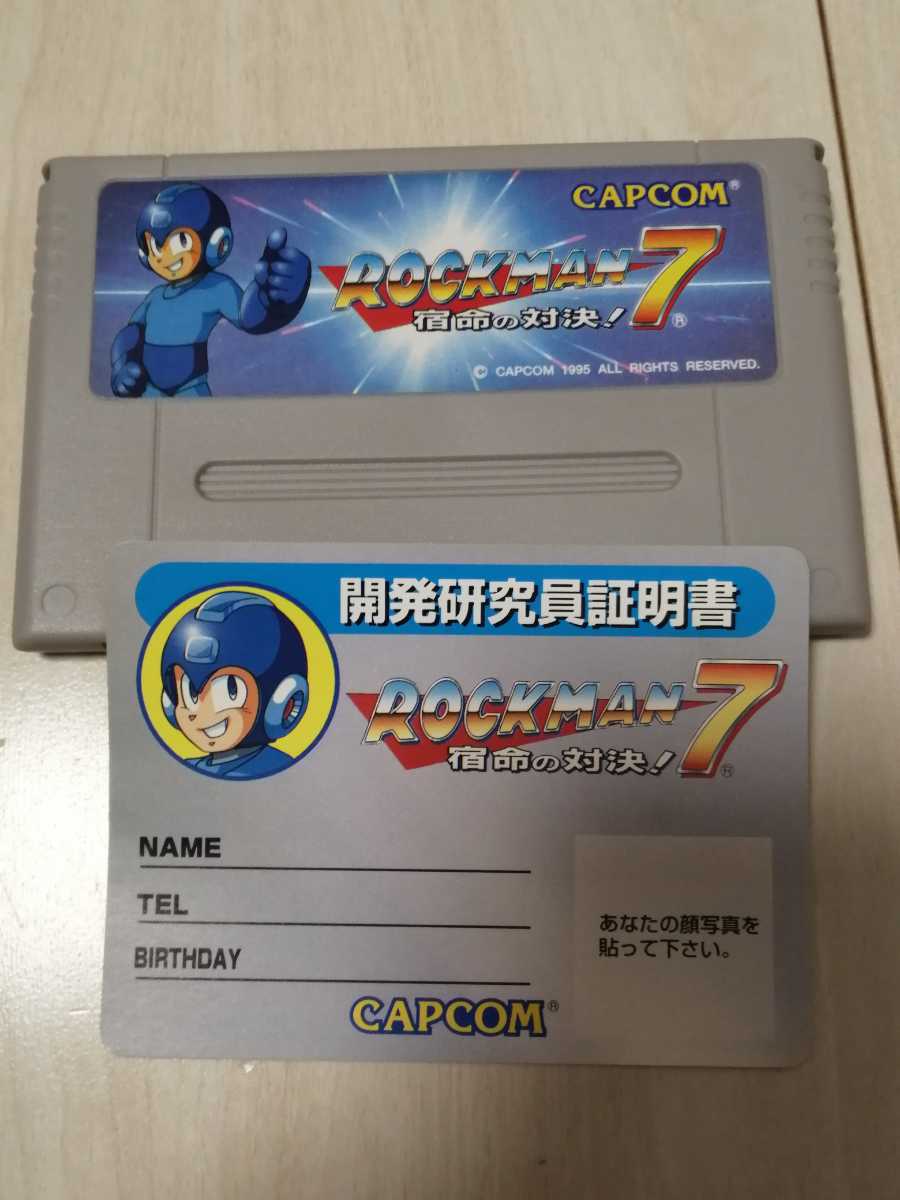 CAPCOM®
ROCKMAN 7
宿命の対決!®
© CAPCOM 1995 ALL RIGHTS RESERVED.
開発研究員証明書
ROCKMAN 7
宿命の対決!®
NAME
TEL
BIRTHDAY
あなたの顔写真を
貼って下さい。
CAPCOM®